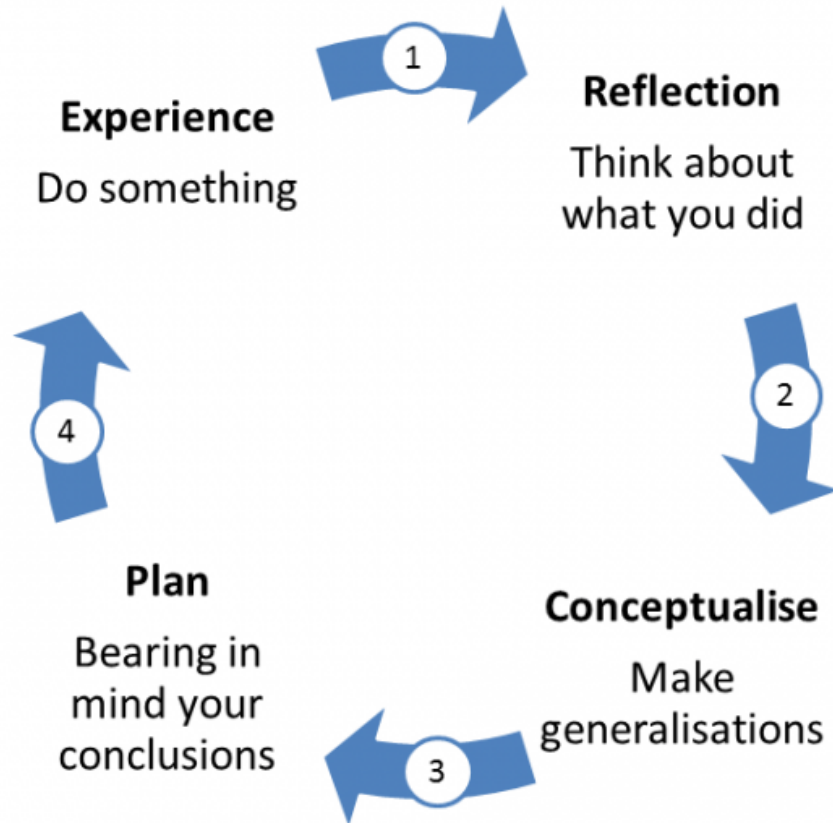 1
Experience
Do something
Reflection
Think about
what you did
2
Conceptualise
Make
generalisations
3
Plan
Bearing in
mind your
conclusions
4